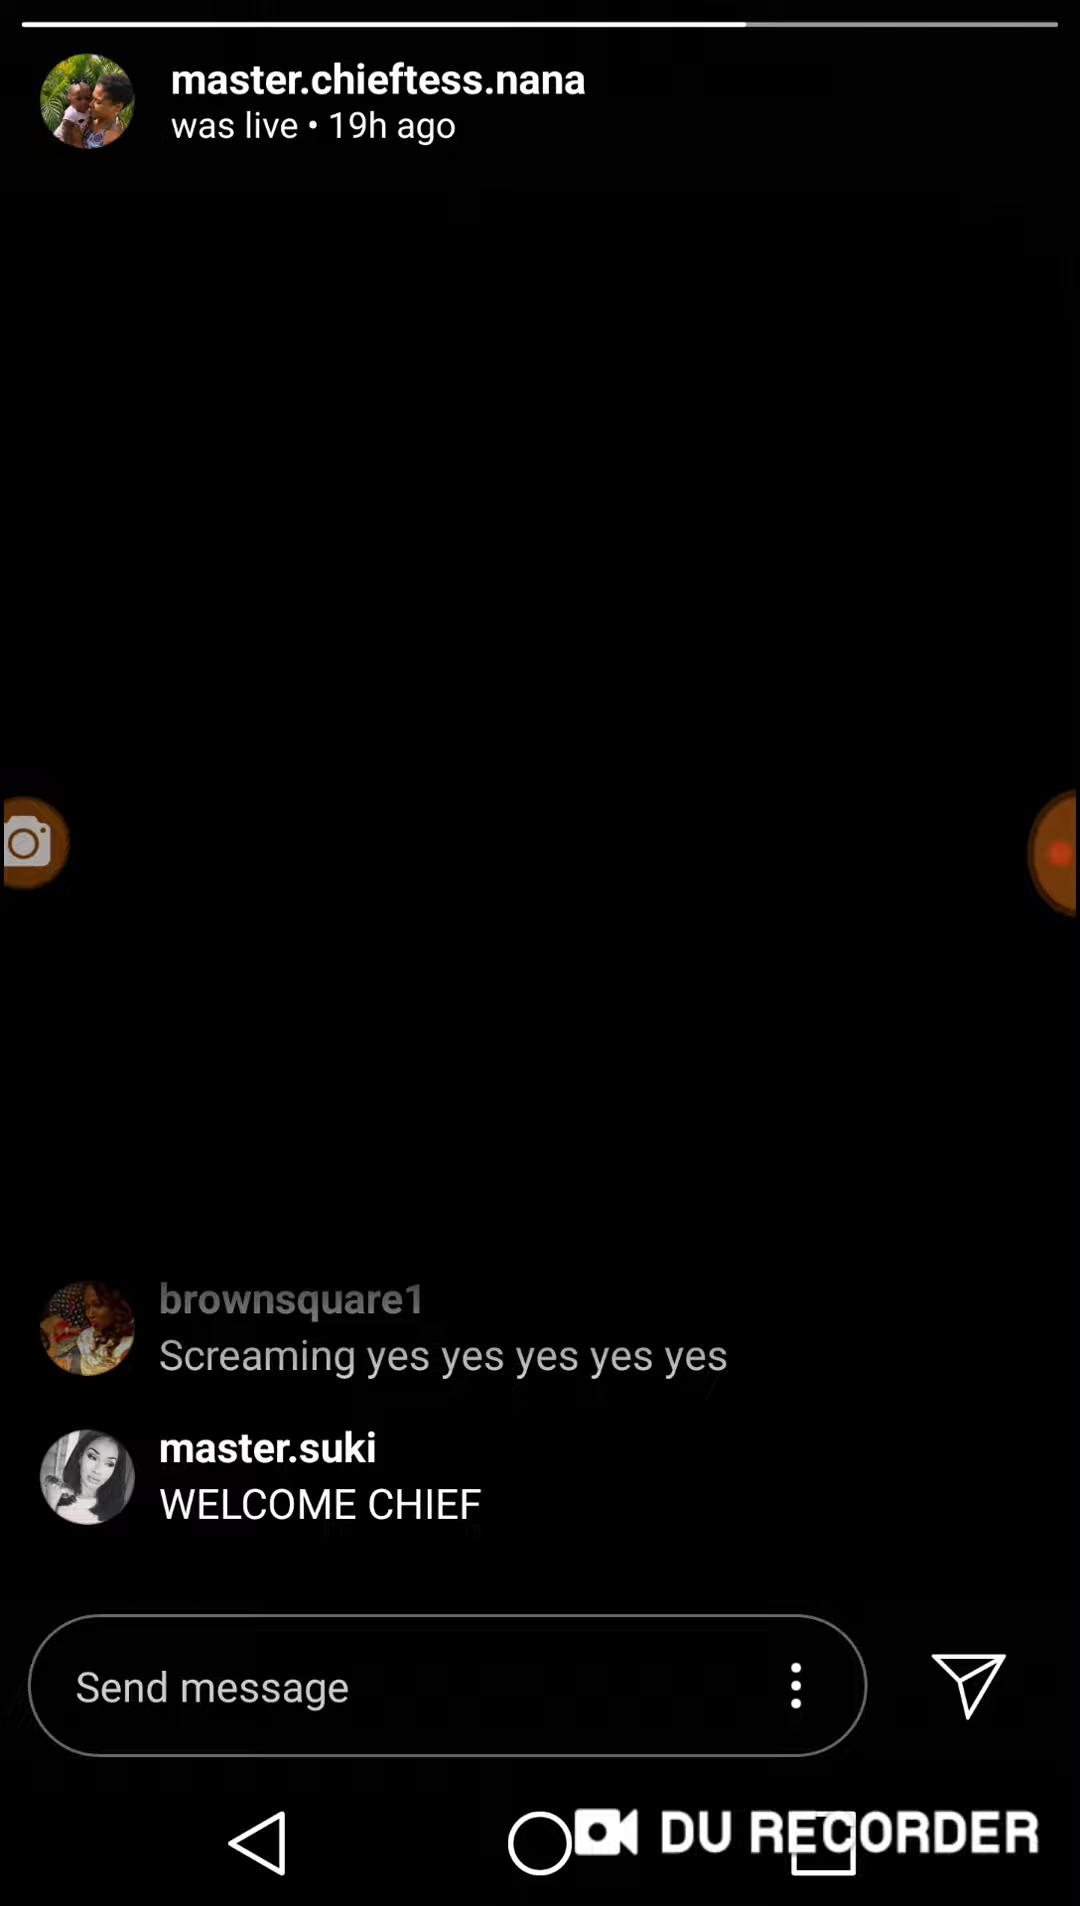 master.chieftess.nana
was live • 19h ago
brownsquare1
Screaming yes yes yes yes yes
master.suki
WELCOME CHIEF
Send message
DU RECORDER